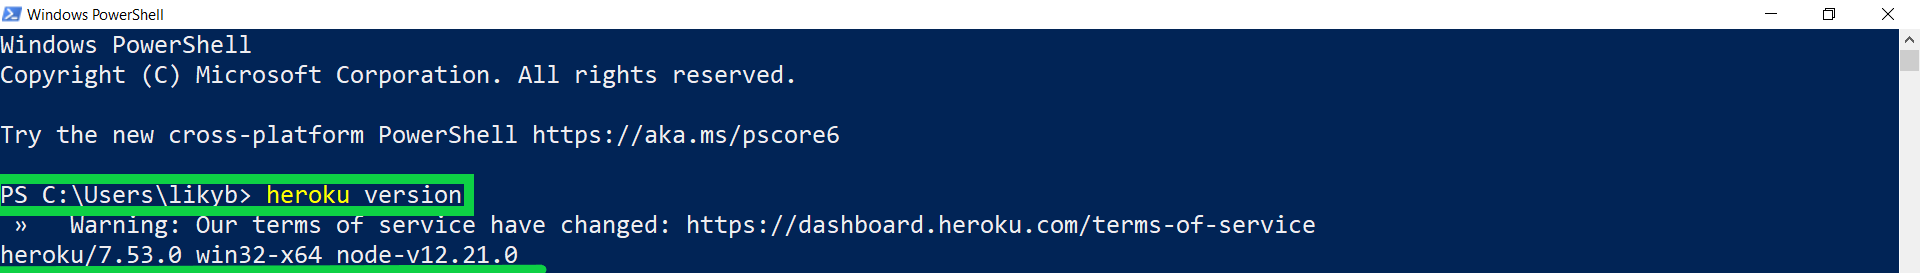 Windows PowerShell
Windows PowerShell
Copyright (C) Microsoft Corporation. All rights reserved.
Try the new cross-platform PowerShell https://aka.ms/pscore6
PS C:\Users\likyb> heroku version
 »   Warning: Our terms of service have changed: https://dashboard.heroku.com/terms-of-service
heroku/7.53.0 win32-x64 node-v12.21.0